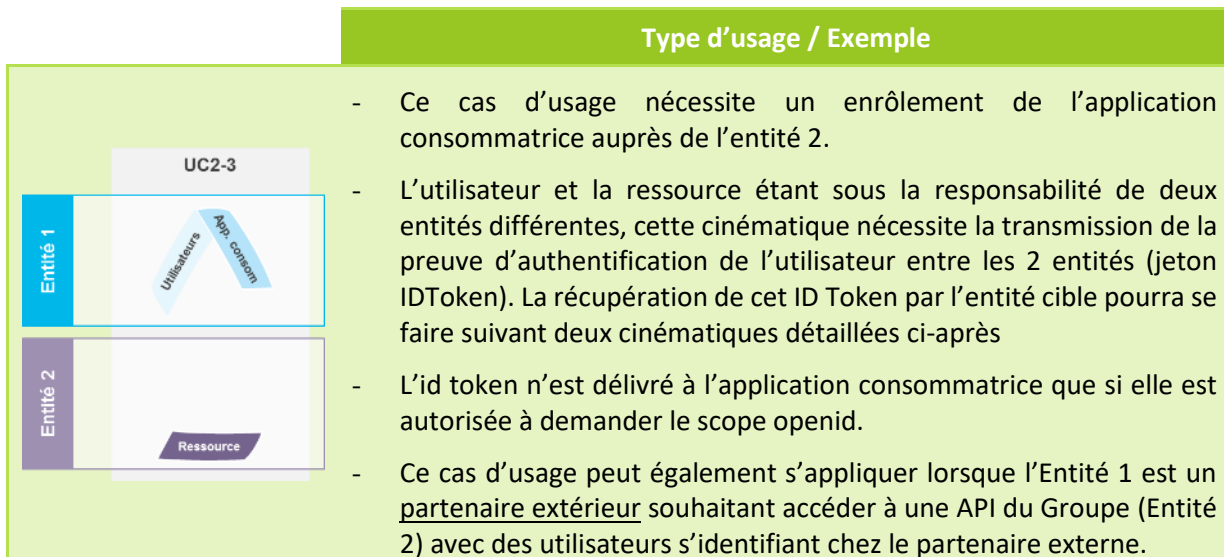 Type d’usage / Exemple
UC2-3
Entité 1
Utilisateurs
App. consom
Entité 2
Ressource
- Ce cas d’usage nécessite un enrôlement de l’application
consommatrice auprès de l’entité 2.
- L’utilisateur et la ressource étant sous la responsabilité de deux
entités différentes, cette cinématique nécessite la transmission de la
preuve d’authentification de l’utilisateur entre les 2 entités (jeton
IDToken). La récupération de cet ID Token par l’entité cible pourra se
faire suivant deux cinématiques détaillées ci-après
- L’id token n’est délivré à l’application consommatrice que si elle est
autorisée à demander le scope openid.
- Ce cas d’usage peut également s’appliquer lorsque l’Entité 1 est un
partenaire extérieur souhaitant accéder à une API du Groupe (Entité
2) avec des utilisateurs s’identifiant chez le partenaire externe.